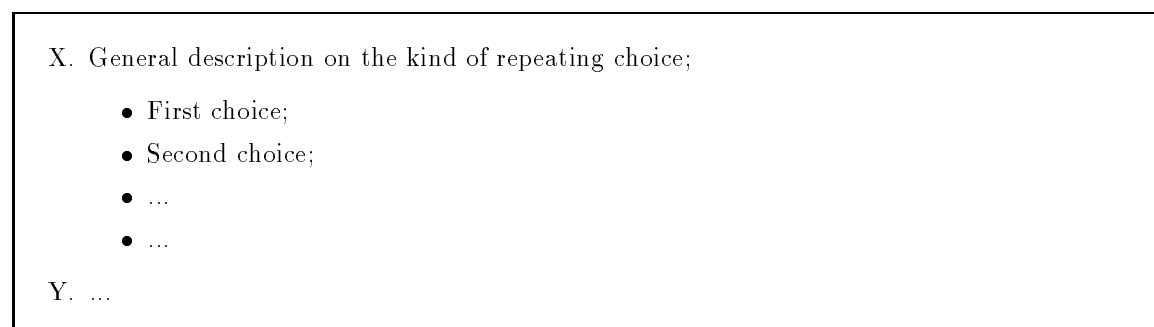 X. General description on the kind of repeating choice;
• First choice;
• Second choice;
• ...
• ...
Y. ...